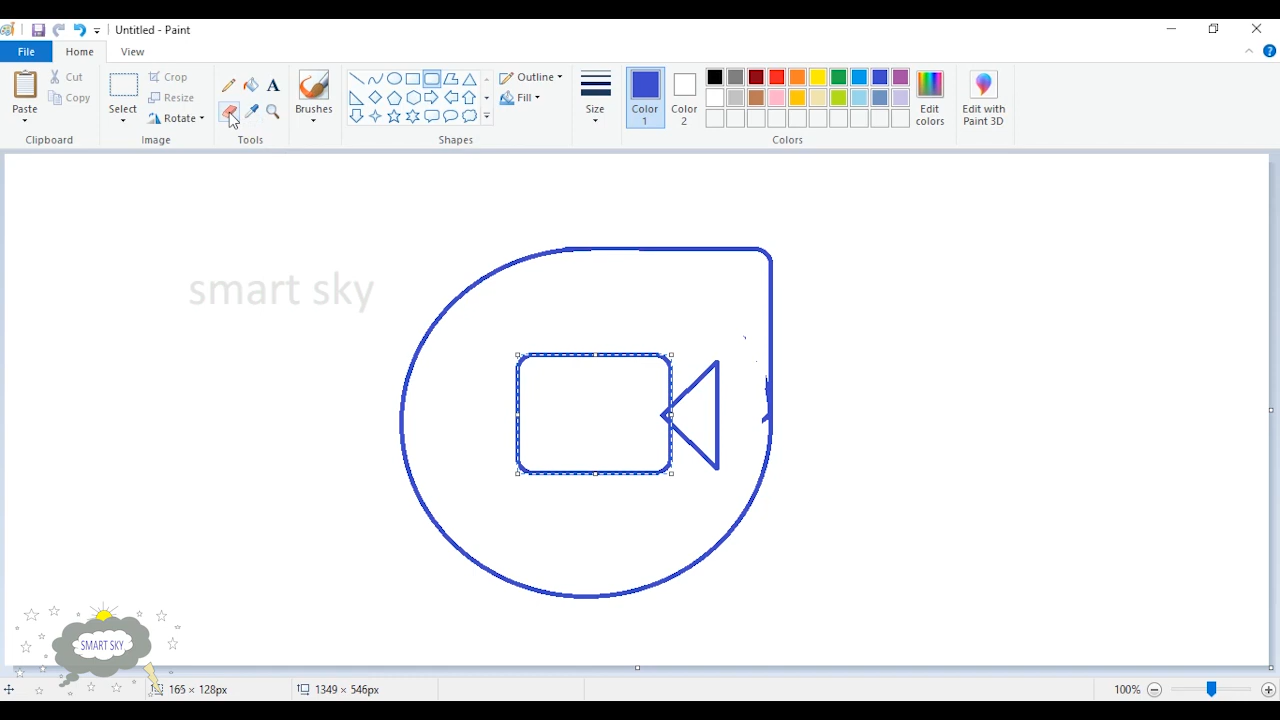 Untitled - Paint
File Home View
Paste
Cut
Copy
Clipboard
Select
Crop
Resize
Rotate
Image
A
Tools
Brushes
Shapes
Outline
Fill
Size
Color 1
Color 2
Colors
Edit colors
Edit with Paint 3D
smart sky
SMART SKY
165 × 128px
1349 × 546px
100%